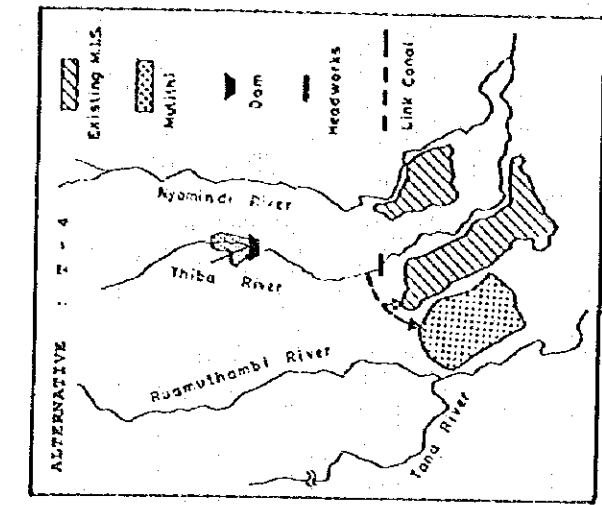 ALTERNATIVE : I - 4
Existing M.I.S.
Mutithi
Dam
Headworks
Link Canal
Nyamindi River
Thiba River
Ruamuthambi River
Tana River